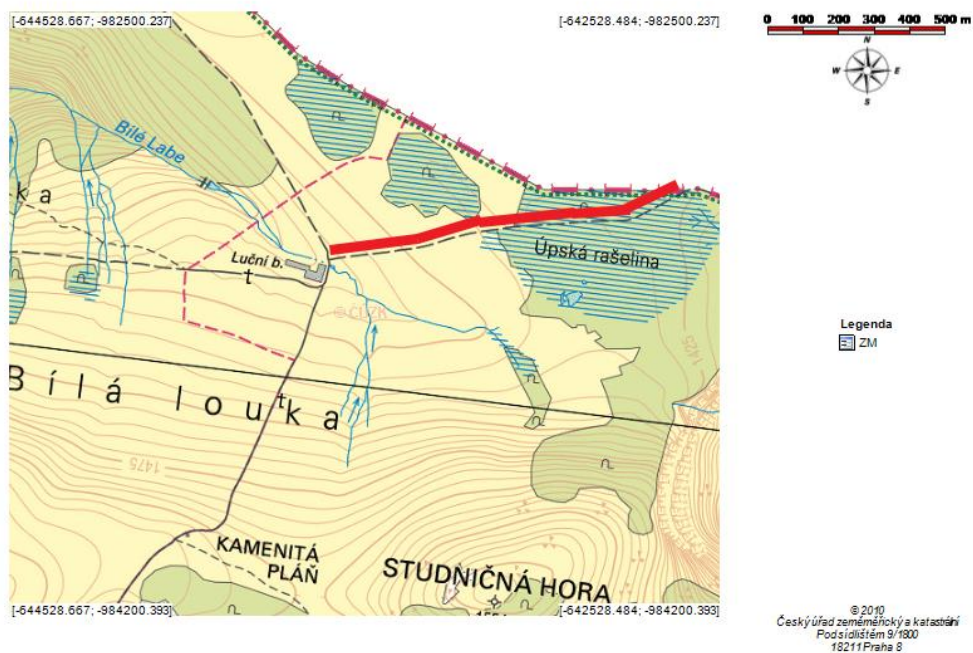 [-644528.667; -982500.237]
[-642528.484; -982500.237]
0 100 200 300 400 500 m
N
W E
S
Bílé Labe
k a
Luční b.
t
Úpská rašelina
© ČÚZK
1425
Legenda
ZM
Bílá louka
t
1475
KAMENITÁ
PLÁŇ
STUDNIČNÁ HORA
[-644528.667; -984200.393]
[-642528.484; -984200.393]
© 2010
Český úřad zeměměřický a katastrální
Pod sídlištěm 9/1800
18211 Praha 8